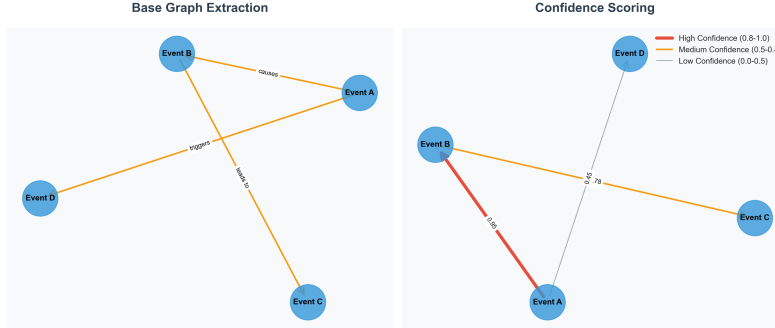 Base Graph Extraction
Event B
causes
Event A
triggers
leads to
Event D
Event C
Confidence Scoring
High Confidence (0.8-1.0)
Medium Confidence (0.5-0.
Low Confidence (0.0-0.5)
Event D
Event B
0.45
.78
Event C
0.95
Event A